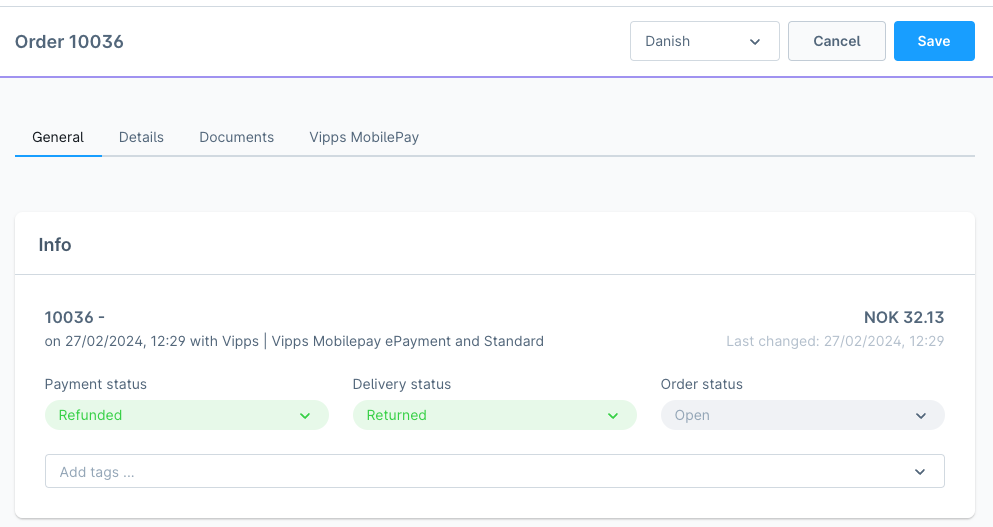 Order 10036
Danish
Cancel
Save
General
Details
Documents
Vipps MobilePay
Info
10036 -
NOK 32.13
on 27/02/2024, 12:29 with Vipps | Vipps Mobilepay ePayment and Standard
Last changed: 27/02/2024, 12:29
Payment status
Delivery status
Order status
Refunded
Returned
Open
Add tags ...